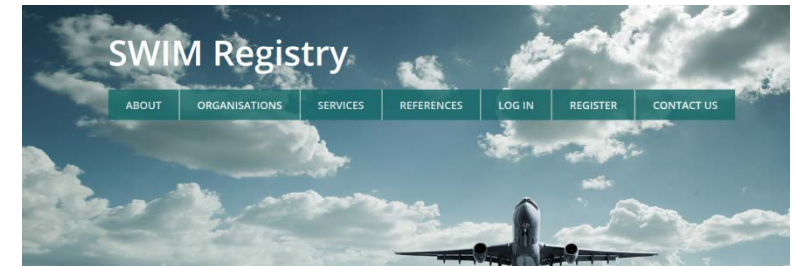 SWIM Registry
ABOUT ORGANISATIONS SERVICES REFERENCES LOG IN REGISTER CONTACT US